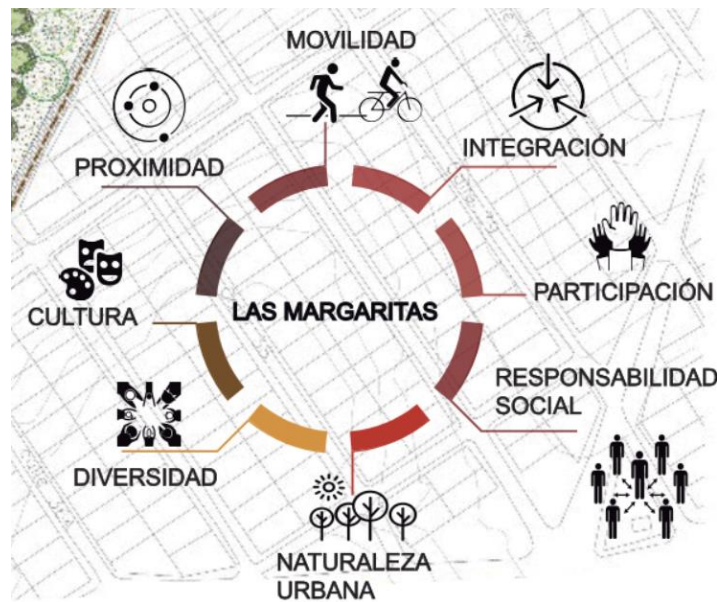 MOVILIDAD
PROXIMIDAD
INTEGRACIÓN
CULTURA
LAS MARGARITAS
PARTICIPACIÓN
RESPONSABILIDAD
SOCIAL
DIVERSIDAD
NATURALEZA
URBANA